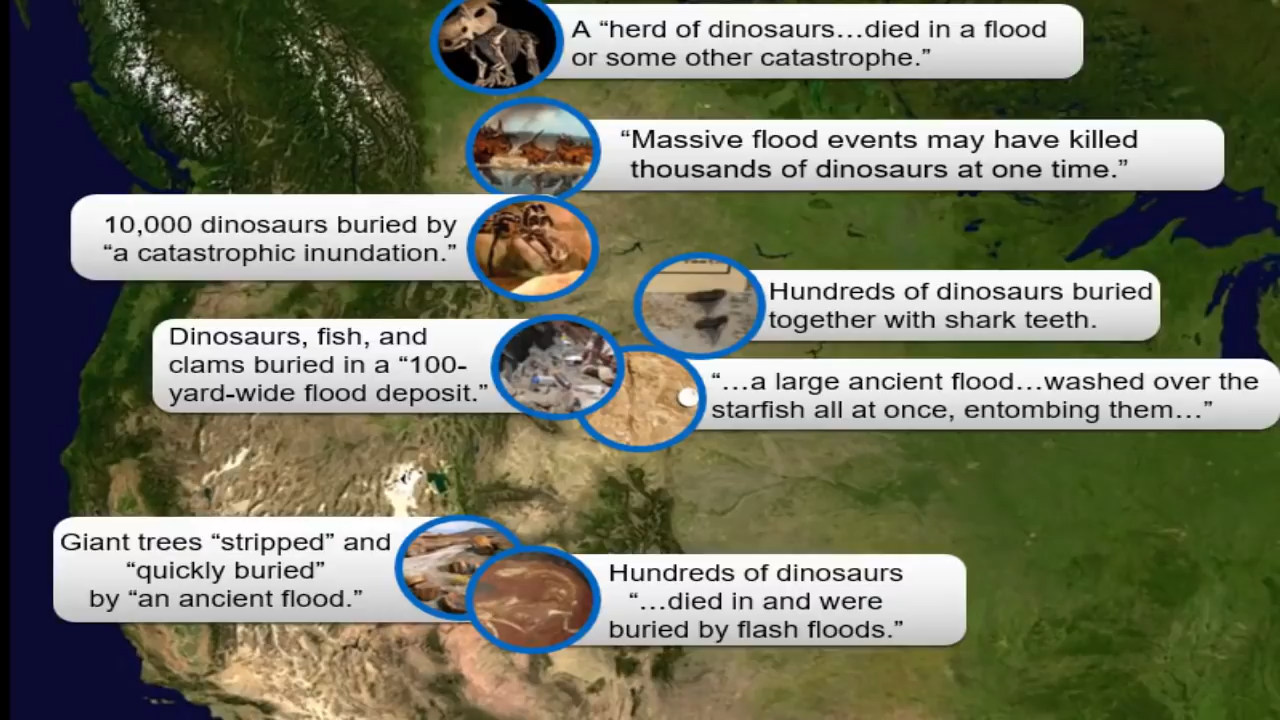 A “herd of dinosaurs…died in a flood
or some other catastrophe.”
“Massive flood events may have killed
thousands of dinosaurs at one time.”
10,000 dinosaurs buried by
“a catastrophic inundation.”
Hundreds of dinosaurs buried
together with shark teeth.
Dinosaurs, fish, and
clams buried in a “100-
yard-wide flood deposit.”
“…a large ancient flood…washed over the
starfish all at once, entombing them…”
Giant trees “stripped” and
“quickly buried”
by “an ancient flood.”
Hundreds of dinosaurs
“…died in and were
buried by flash floods.”